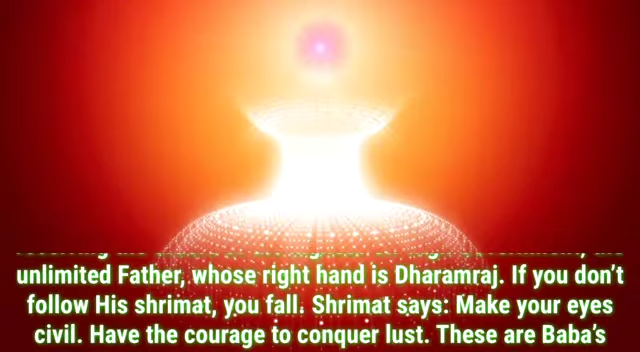 unlimited Father, whose right hand is Dharamraj. If you don't
follow His shrimat, you fall. Shrimat says: Make your eyes
civil. Have the courage to conquer lust. These are Baba's